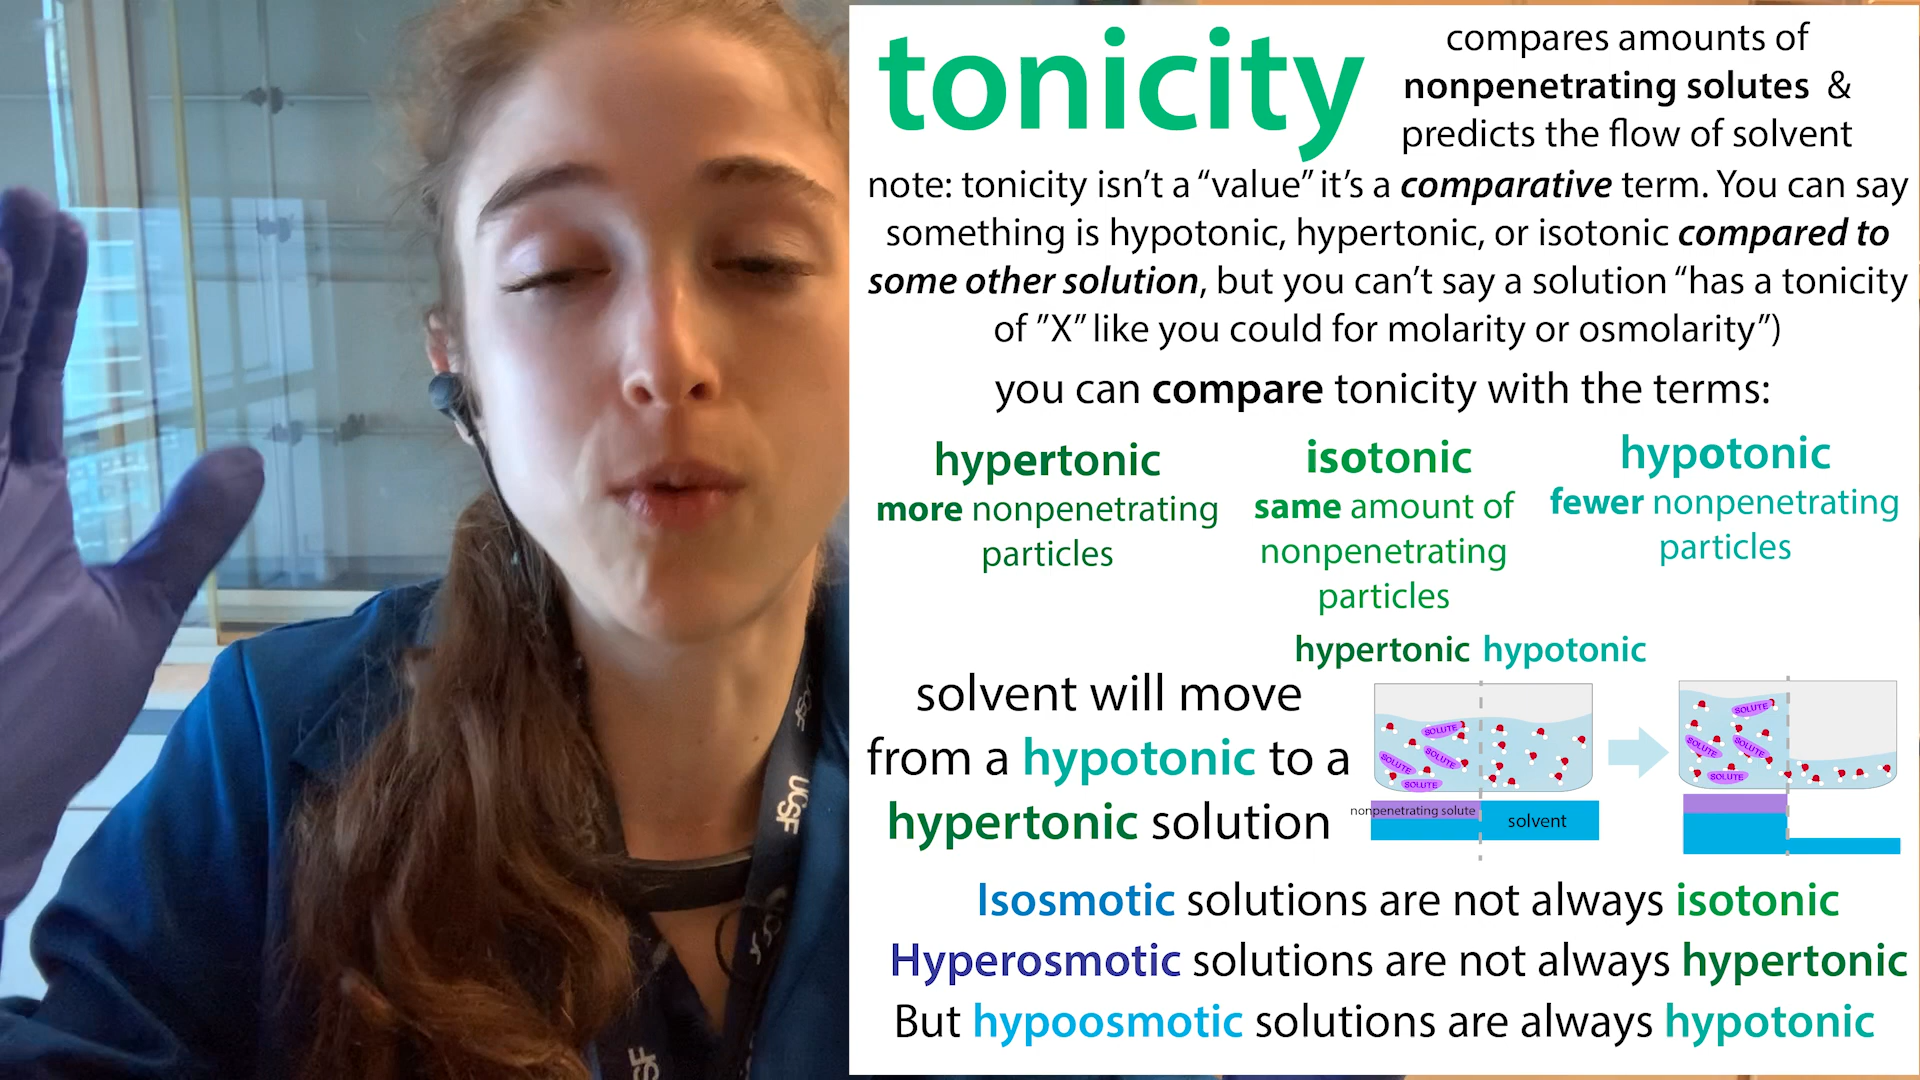 tonicity
compares amounts of
nonpenetrating solutes &
predicts the flow of solvent
note: tonicity isn't a “value” it's a comparative term. You can say
something is hypotonic, hypertonic, or isotonic compared to
some other solution, but you can't say a solution “has a tonicity
of ”X” like you could for molarity or osmolarity”)
you can compare tonicity with the terms:
hypertonic
more nonpenetrating
particles
isotonic
same amount of
nonpenetrating
particles
hypotonic
fewer nonpenetrating
particles
hypertonic hypotonic
solvent will move
from a hypotonic to a
hypertonic solution
SOLUTE
SOLUTE
SOLUTE
SOLUTE
nonpenetrating solute
solvent
SOLUTE
SOLUTE
SOLUTE
SOLUTE
Isosmotic solutions are not always isotonic
Hyperosmotic solutions are not always hypertonic
But hypoosmotic solutions are always hypotonic
UCSF